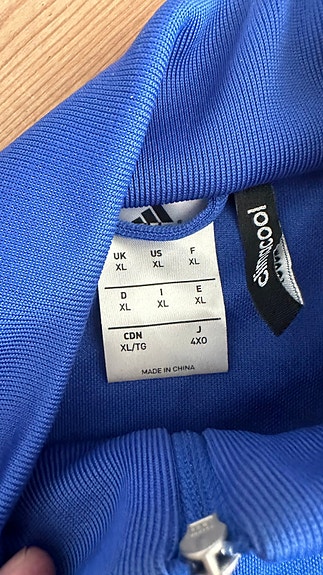 UK US F
XL XL XL
D I E
XL XL XL
CDN J
XL/TG 4XO
MADE IN CHINA
climacool